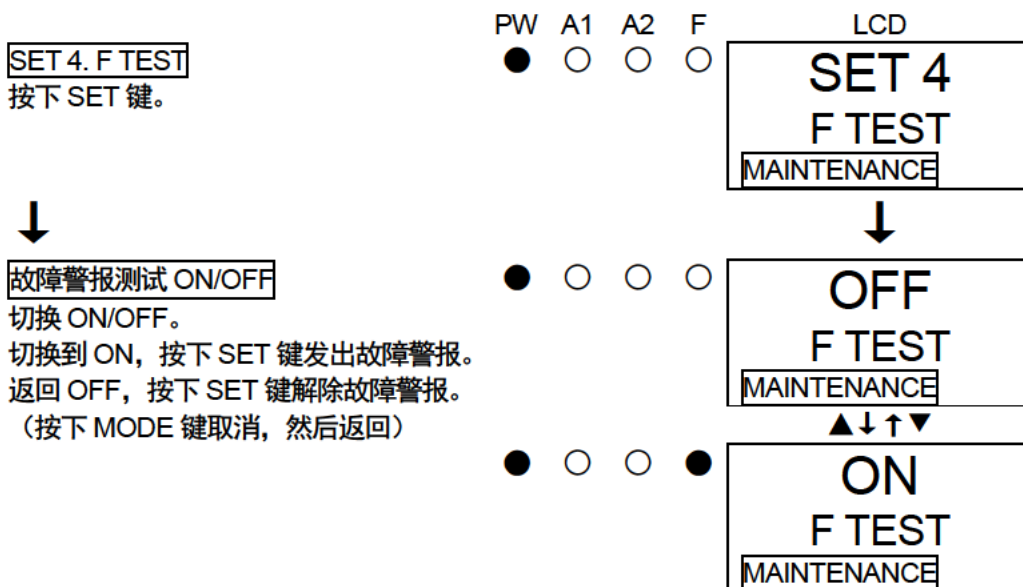 PW A1 A2 F LCD
SET 4. F TEST
按下 SET 键。
● ○ ○ ○
SET 4
F TEST
MAINTENANCE
↓ ↓
故障警报测试 ON/OFF
切换 ON/OFF。
切换到 ON，按下 SET 键发出故障警报。
返回 OFF，按下 SET 键解除故障警报。
（按下 MODE 键取消，然后返回）
● ○ ○ ○
OFF
F TEST
MAINTENANCE
▲↓↑▼
● ○ ○ ●
ON
F TEST
MAINTENANCE